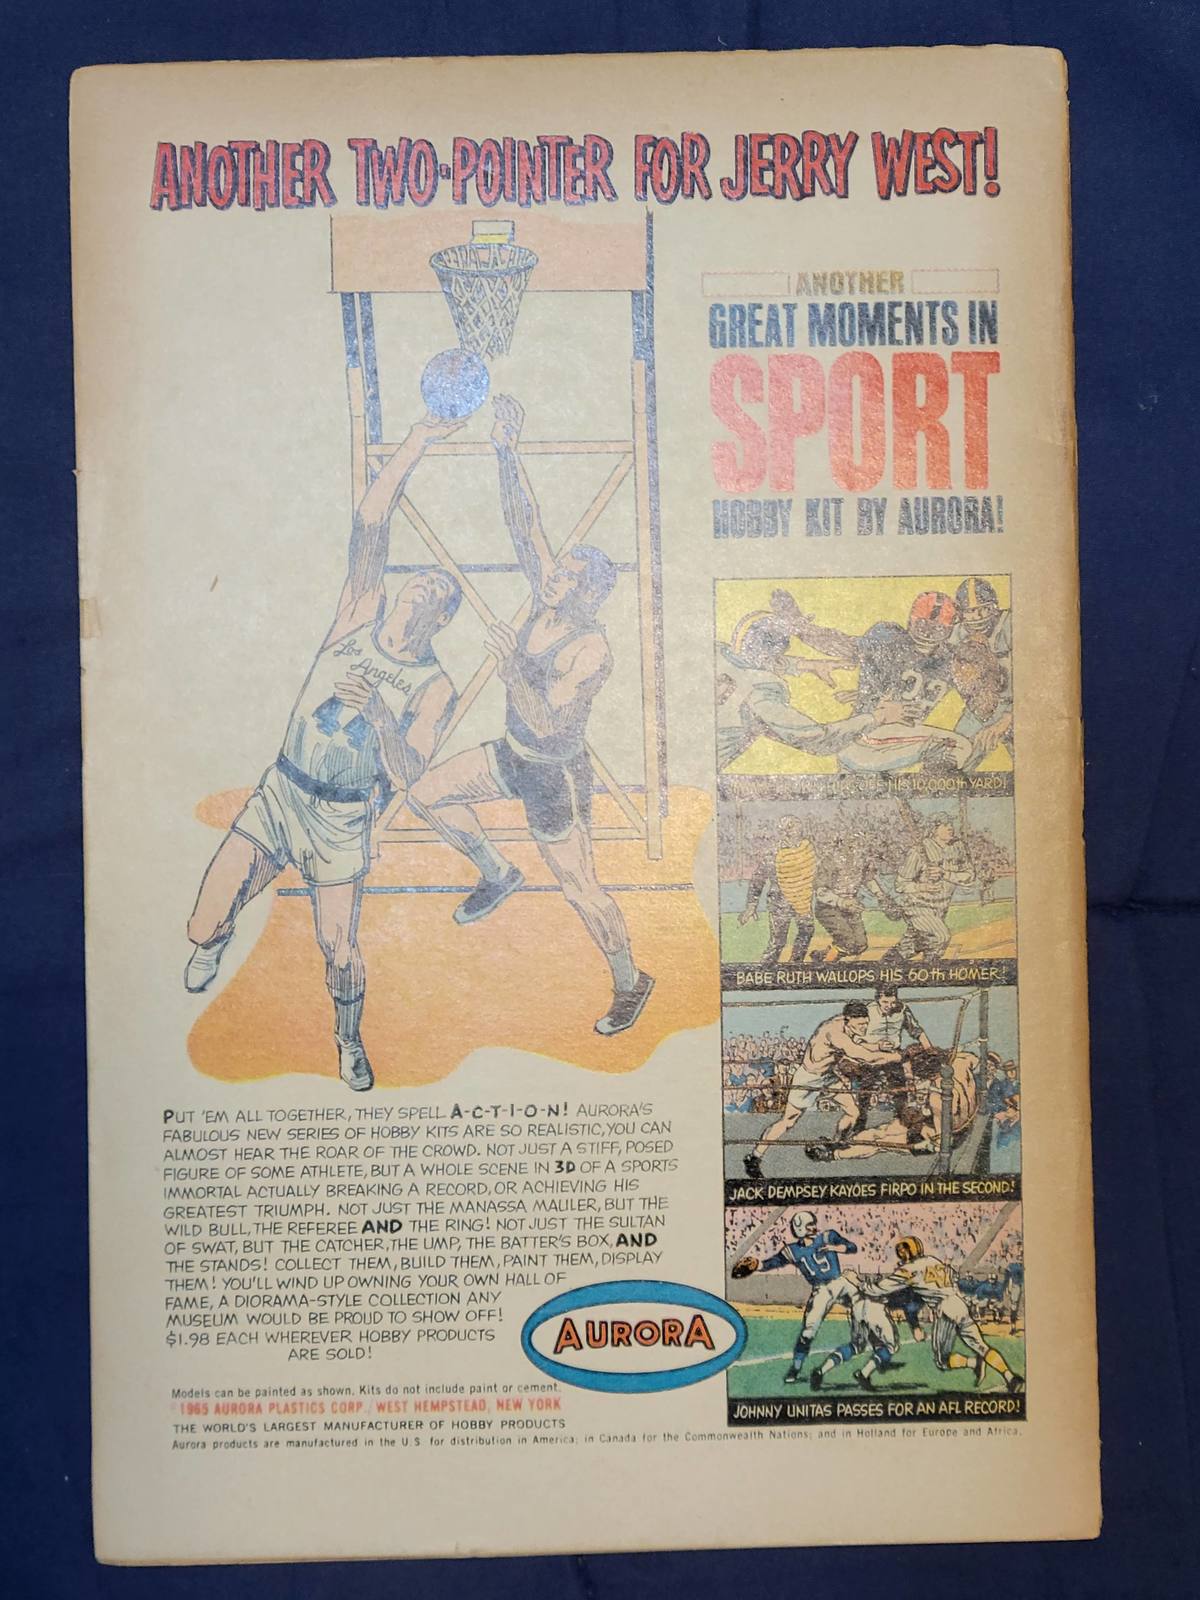 ANOTHER TWO-POINTER FOR JERRY WEST!
ANOTHER
GREAT MOMENTS IN
SPORT
HOBBY KIT BY AURORA!
Los
Angeles
44
32
HIS 10,000th YARD!
BABE RUTH WALLOPS HIS 60th HOMER!
JACK DEMPSEY KAYOES FIRPO IN THE SECOND!
19
JOHNNY UNITAS PASSES FOR AN AFL RECORD!
PUT 'EM ALL TOGETHER, THEY SPELL A-C-T-I-O-N! AURORA'S
FABULOUS NEW SERIES OF HOBBY KITS ARE SO REALISTIC, YOU CAN
ALMOST HEAR THE ROAR OF THE CROWD. NOT JUST A STIFF, POSED
FIGURE OF SOME ATHLETE, BUT A WHOLE SCENE IN 3D OF A SPORTS
IMMORTAL ACTUALLY BREAKING A RECORD, OR ACHIEVING HIS
GREATEST TRIUMPH. NOT JUST THE MANASSA MAULER, BUT THE
WILD BULL, THE REFEREE AND THE RING! NOT JUST THE SULTAN
OF SWAT, BUT THE CATCHER, THE UMP, THE BATTER'S BOX, AND
THE STANDS! COLLECT THEM, BUILD THEM, PAINT THEM, DISPLAY
THEM! YOU'LL WIND UP OWNING YOUR OWN HALL OF
FAME, A DIORAMA-STYLE COLLECTION ANY
MUSEUM WOULD BE PROUD TO SHOW OFF!
$1.98 EACH WHEREVER HOBBY PRODUCTS
ARE SOLD!
AURORA
Models can be painted as shown. Kits do not include paint or cement.
©1965 AURORA PLASTICS CORP., WEST HEMPSTEAD, NEW YORK
THE WORLD'S LARGEST MANUFACTURER OF HOBBY PRODUCTS
Aurora products are manufactured in the U.S. for distribution in America; in Canada for the Commonwealth Nations; and in Holland for Europe and Africa.